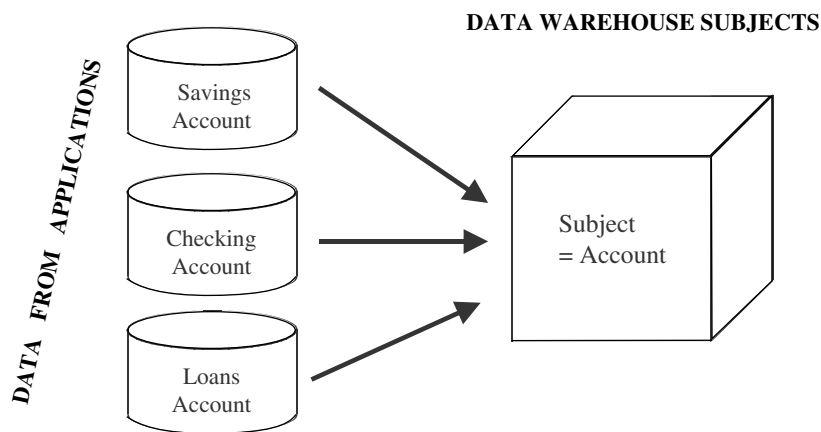 DATA WAREHOUSE SUBJECTS
DATA FROM APPLICATIONS
Savings
Account
Checking
Account
Loans
Account
Subject
= Account